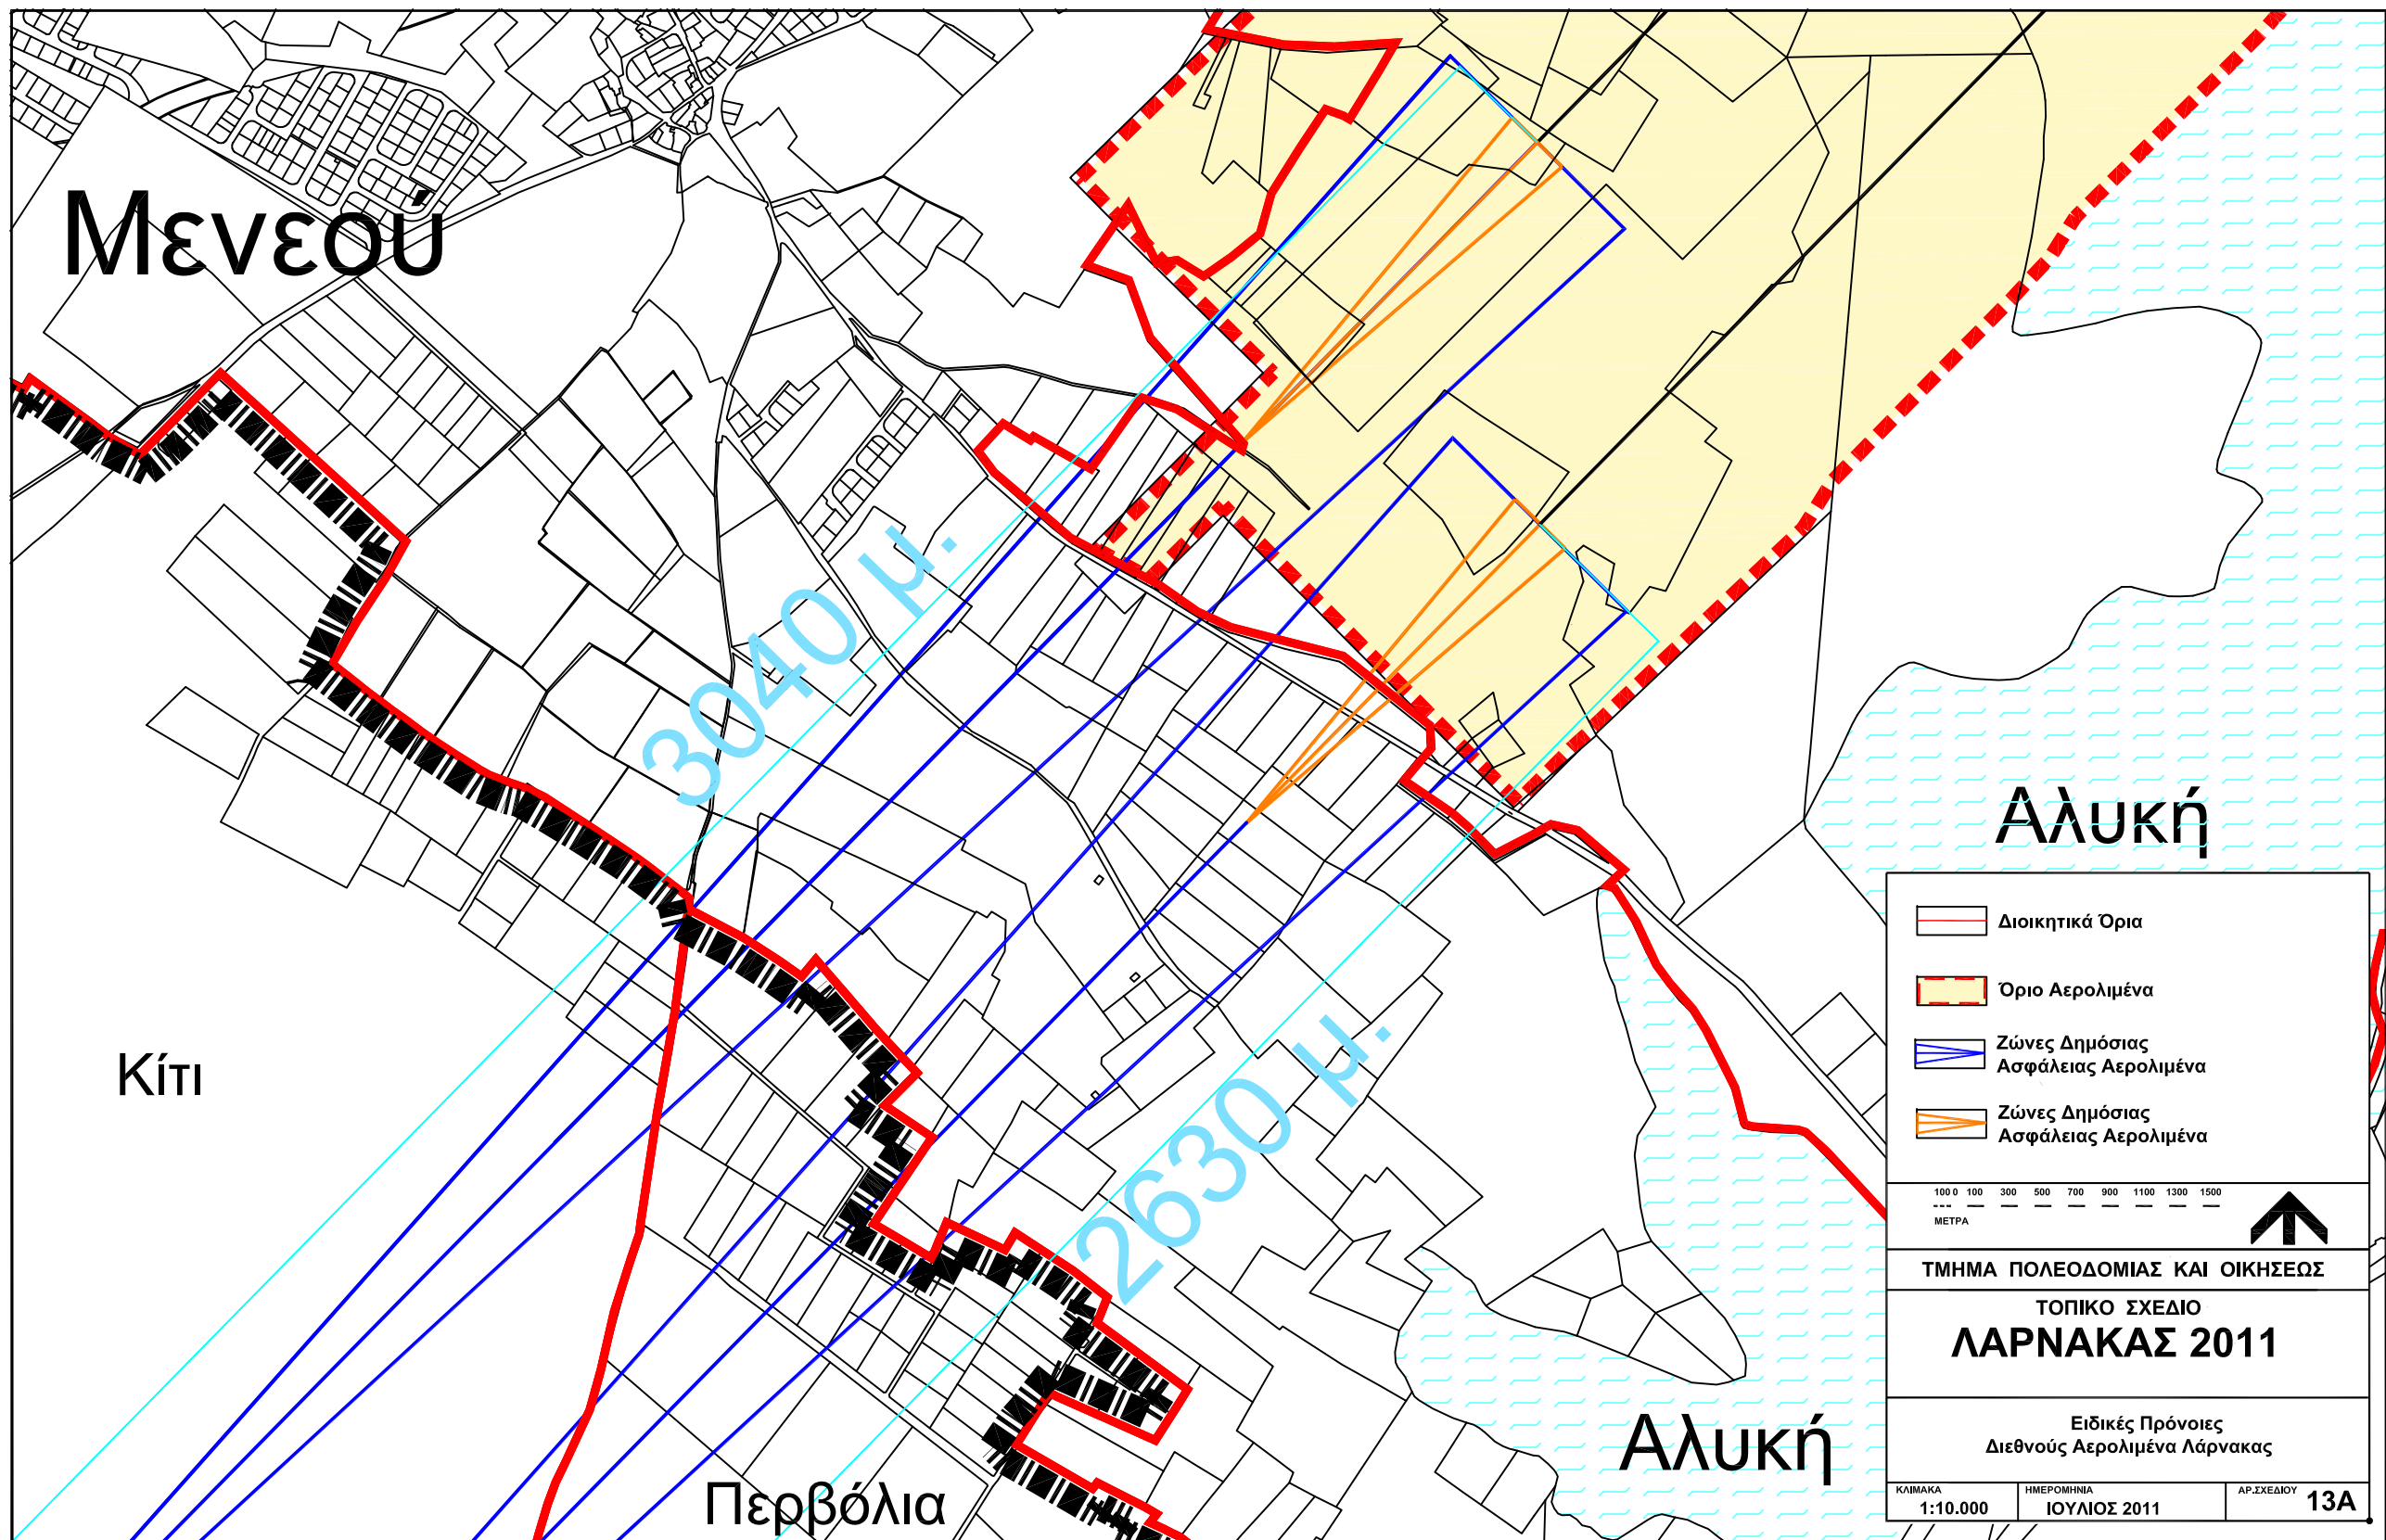 Μενεου
3040 μ.
Αλυκή
Κίτι
2630 μ.
Αλυκή
Περβόλια
Διοικητικά Όρια
Όριο Αερολιμένα
Ζώνες Δημόσιας
Ασφάλειας Αερολιμένα
Ζώνες Δημόσιας
Ασφάλειας Αερολιμένα
100 0 100 300 500 700 900 1100 1300 1500
ΜΕΤΡΑ
ΤΜΗΜΑ ΠΟΛΕΟΔΟΜΙΑΣ ΚΑΙ ΟΙΚΗΣΕΩΣ
ΤΟΠΙΚΟ ΣΧΕΔΙΟ
ΛΑΡΝΑΚΑΣ 2011
Ειδικές Πρόνοιες
Διεθνούς Αερολιμένα Λάρνακας
ΚΛΙΜΑΚΑ
1:10.000
ΗΜΕΡΟΜΗΝΙΑ
ΙΟΥΛΙΟΣ 2011
ΑΡ.ΣΧΕΔΙΟΥ
13Α